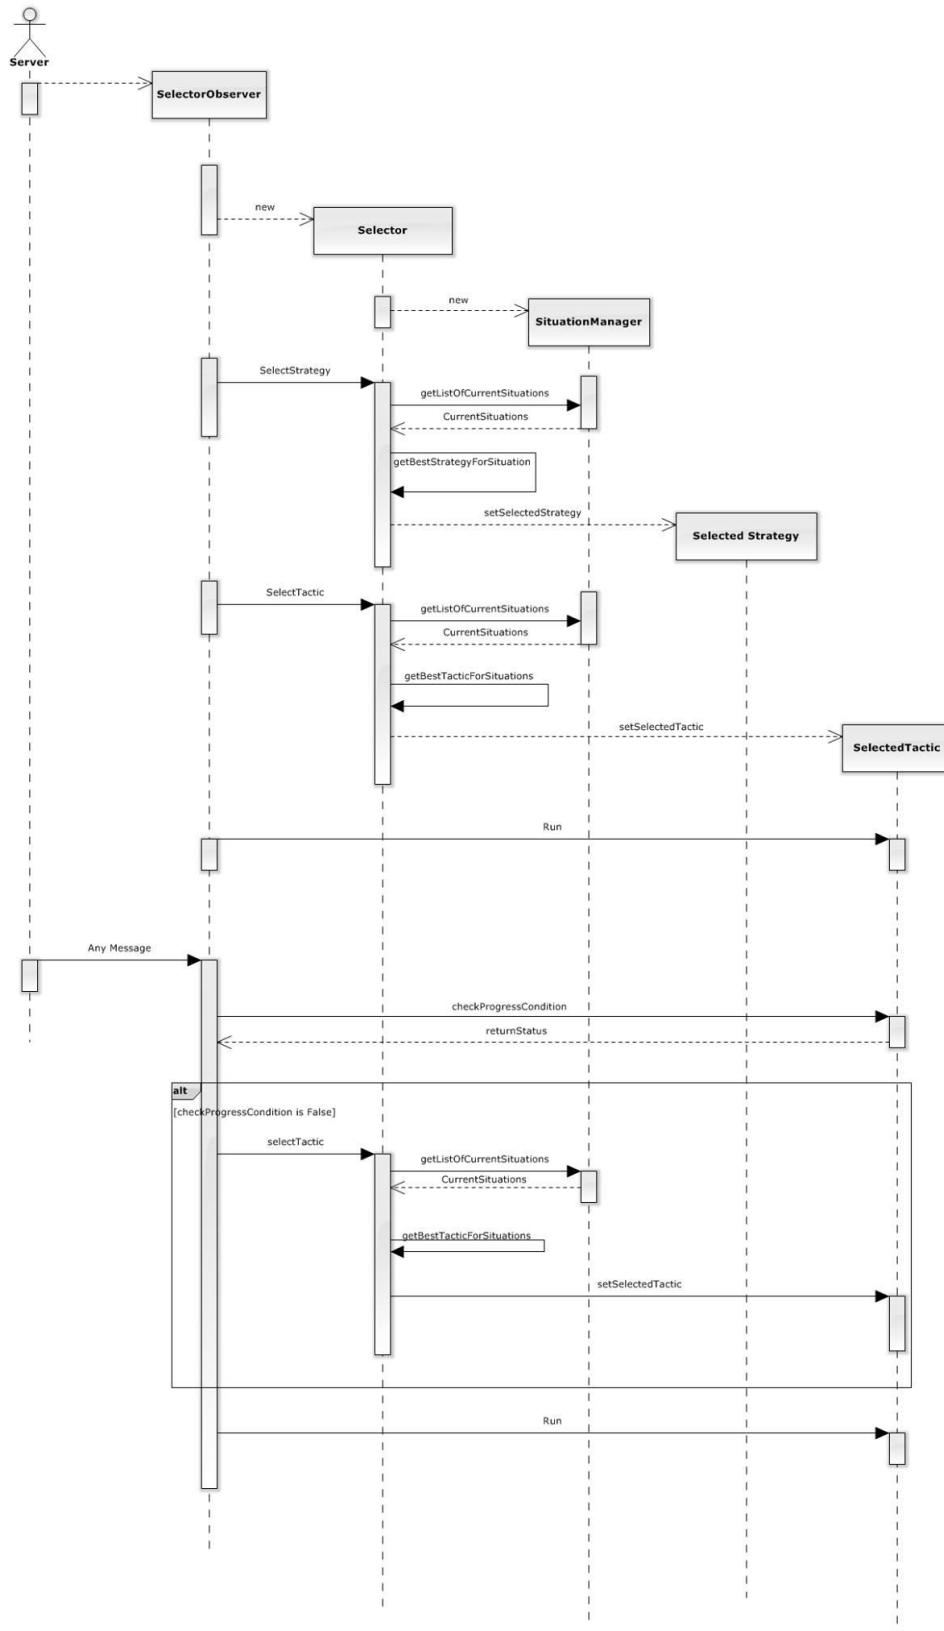 Server
SelectorObserver
new
Selector
new
SituationManager
SelectStrategy
getListOfCurrentSituations
CurrentSituations
getBestStrategyForSituation
setSelectedStrategy
Selected Strategy
SelectTactic
getListOfCurrentSituations
CurrentSituations
getBestTacticForSituations
setSelectedTactic
SelectedTactic
Run
Any Message
checkProgressCondition
returnStatus
alt
[checkProgressCondition is False]
selectTactic
getListOfCurrentSituations
CurrentSituations
getBestTacticForSituations
setSelectedTactic
Run